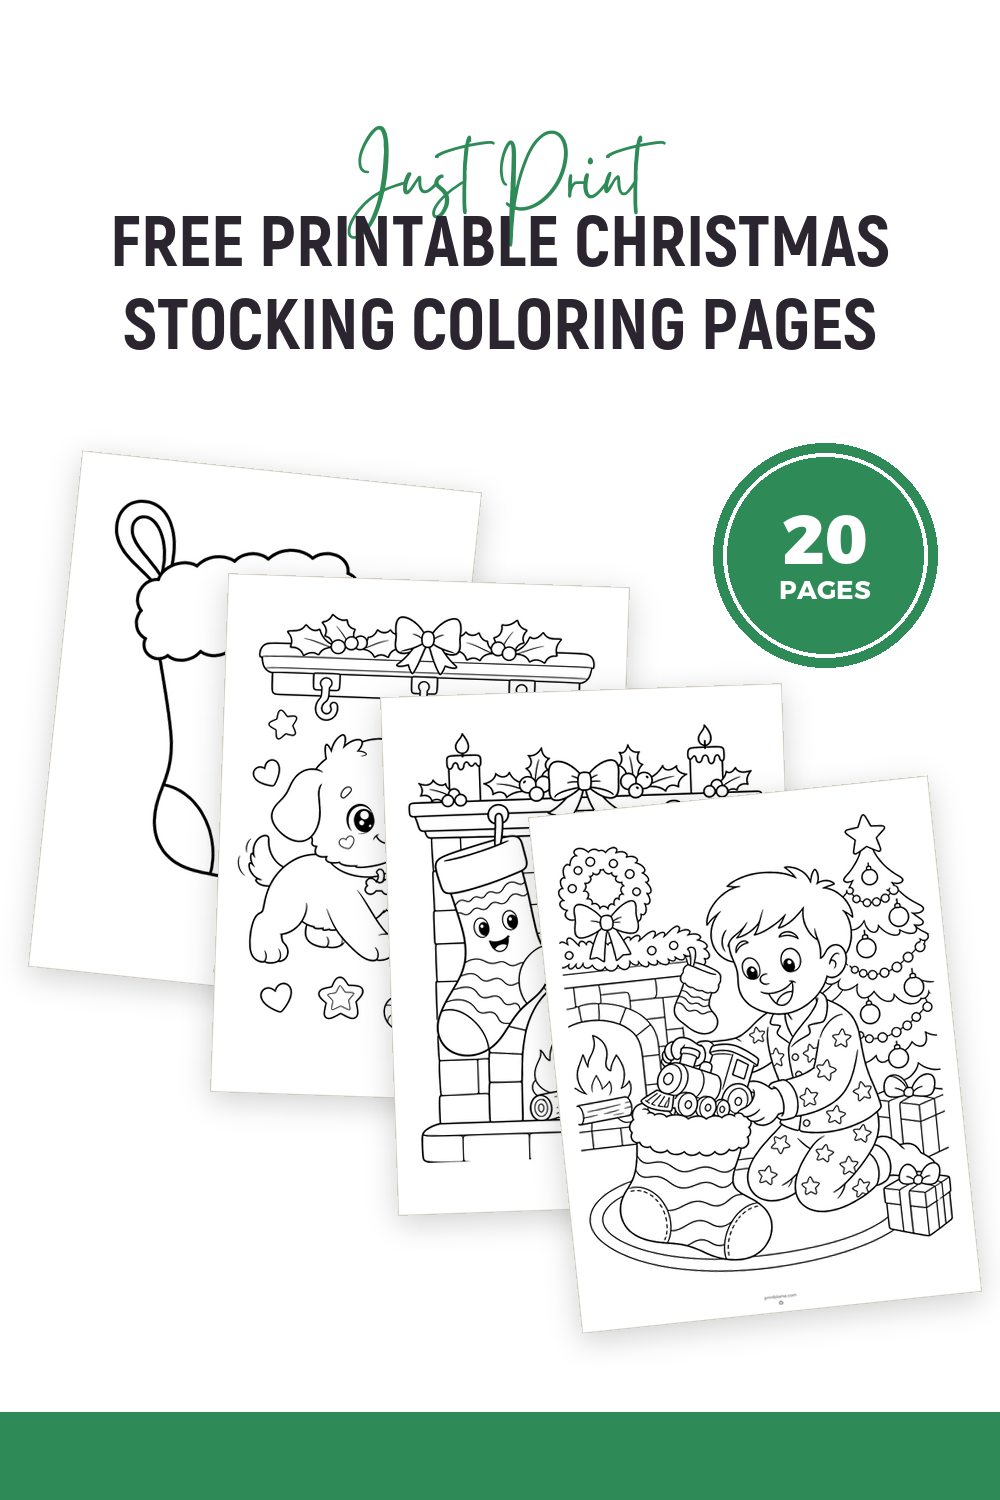 Just Print
FREE PRINTABLE CHRISTMAS
STOCKING COLORING PAGES
20
PAGES